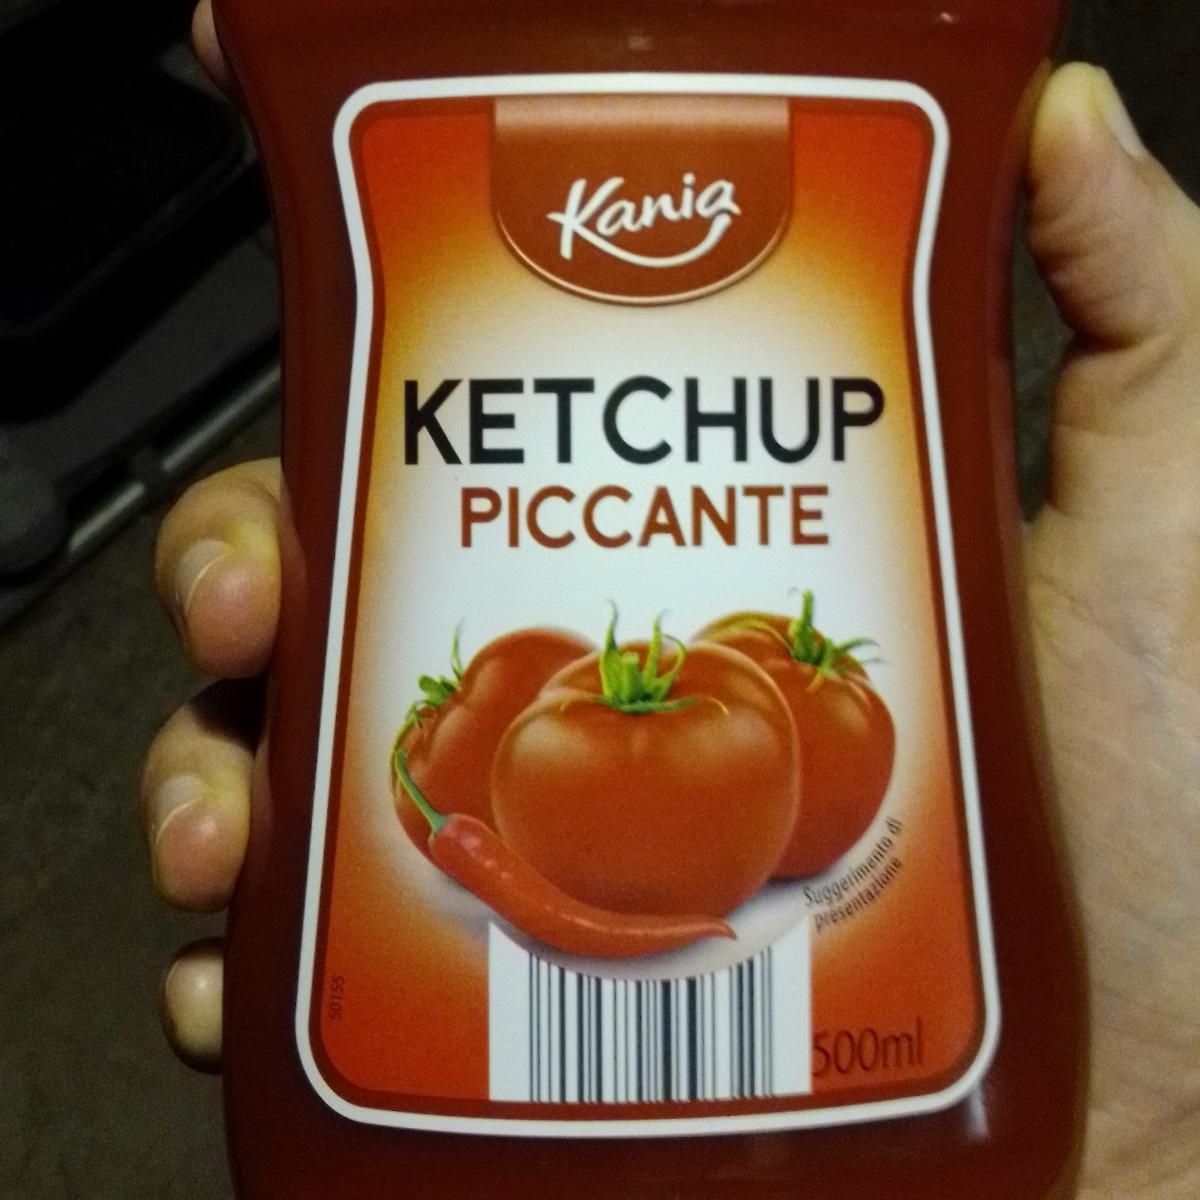 Kania
KETCHUP
PICCANTE
Suggerimento di
presentazione
50155
500ml